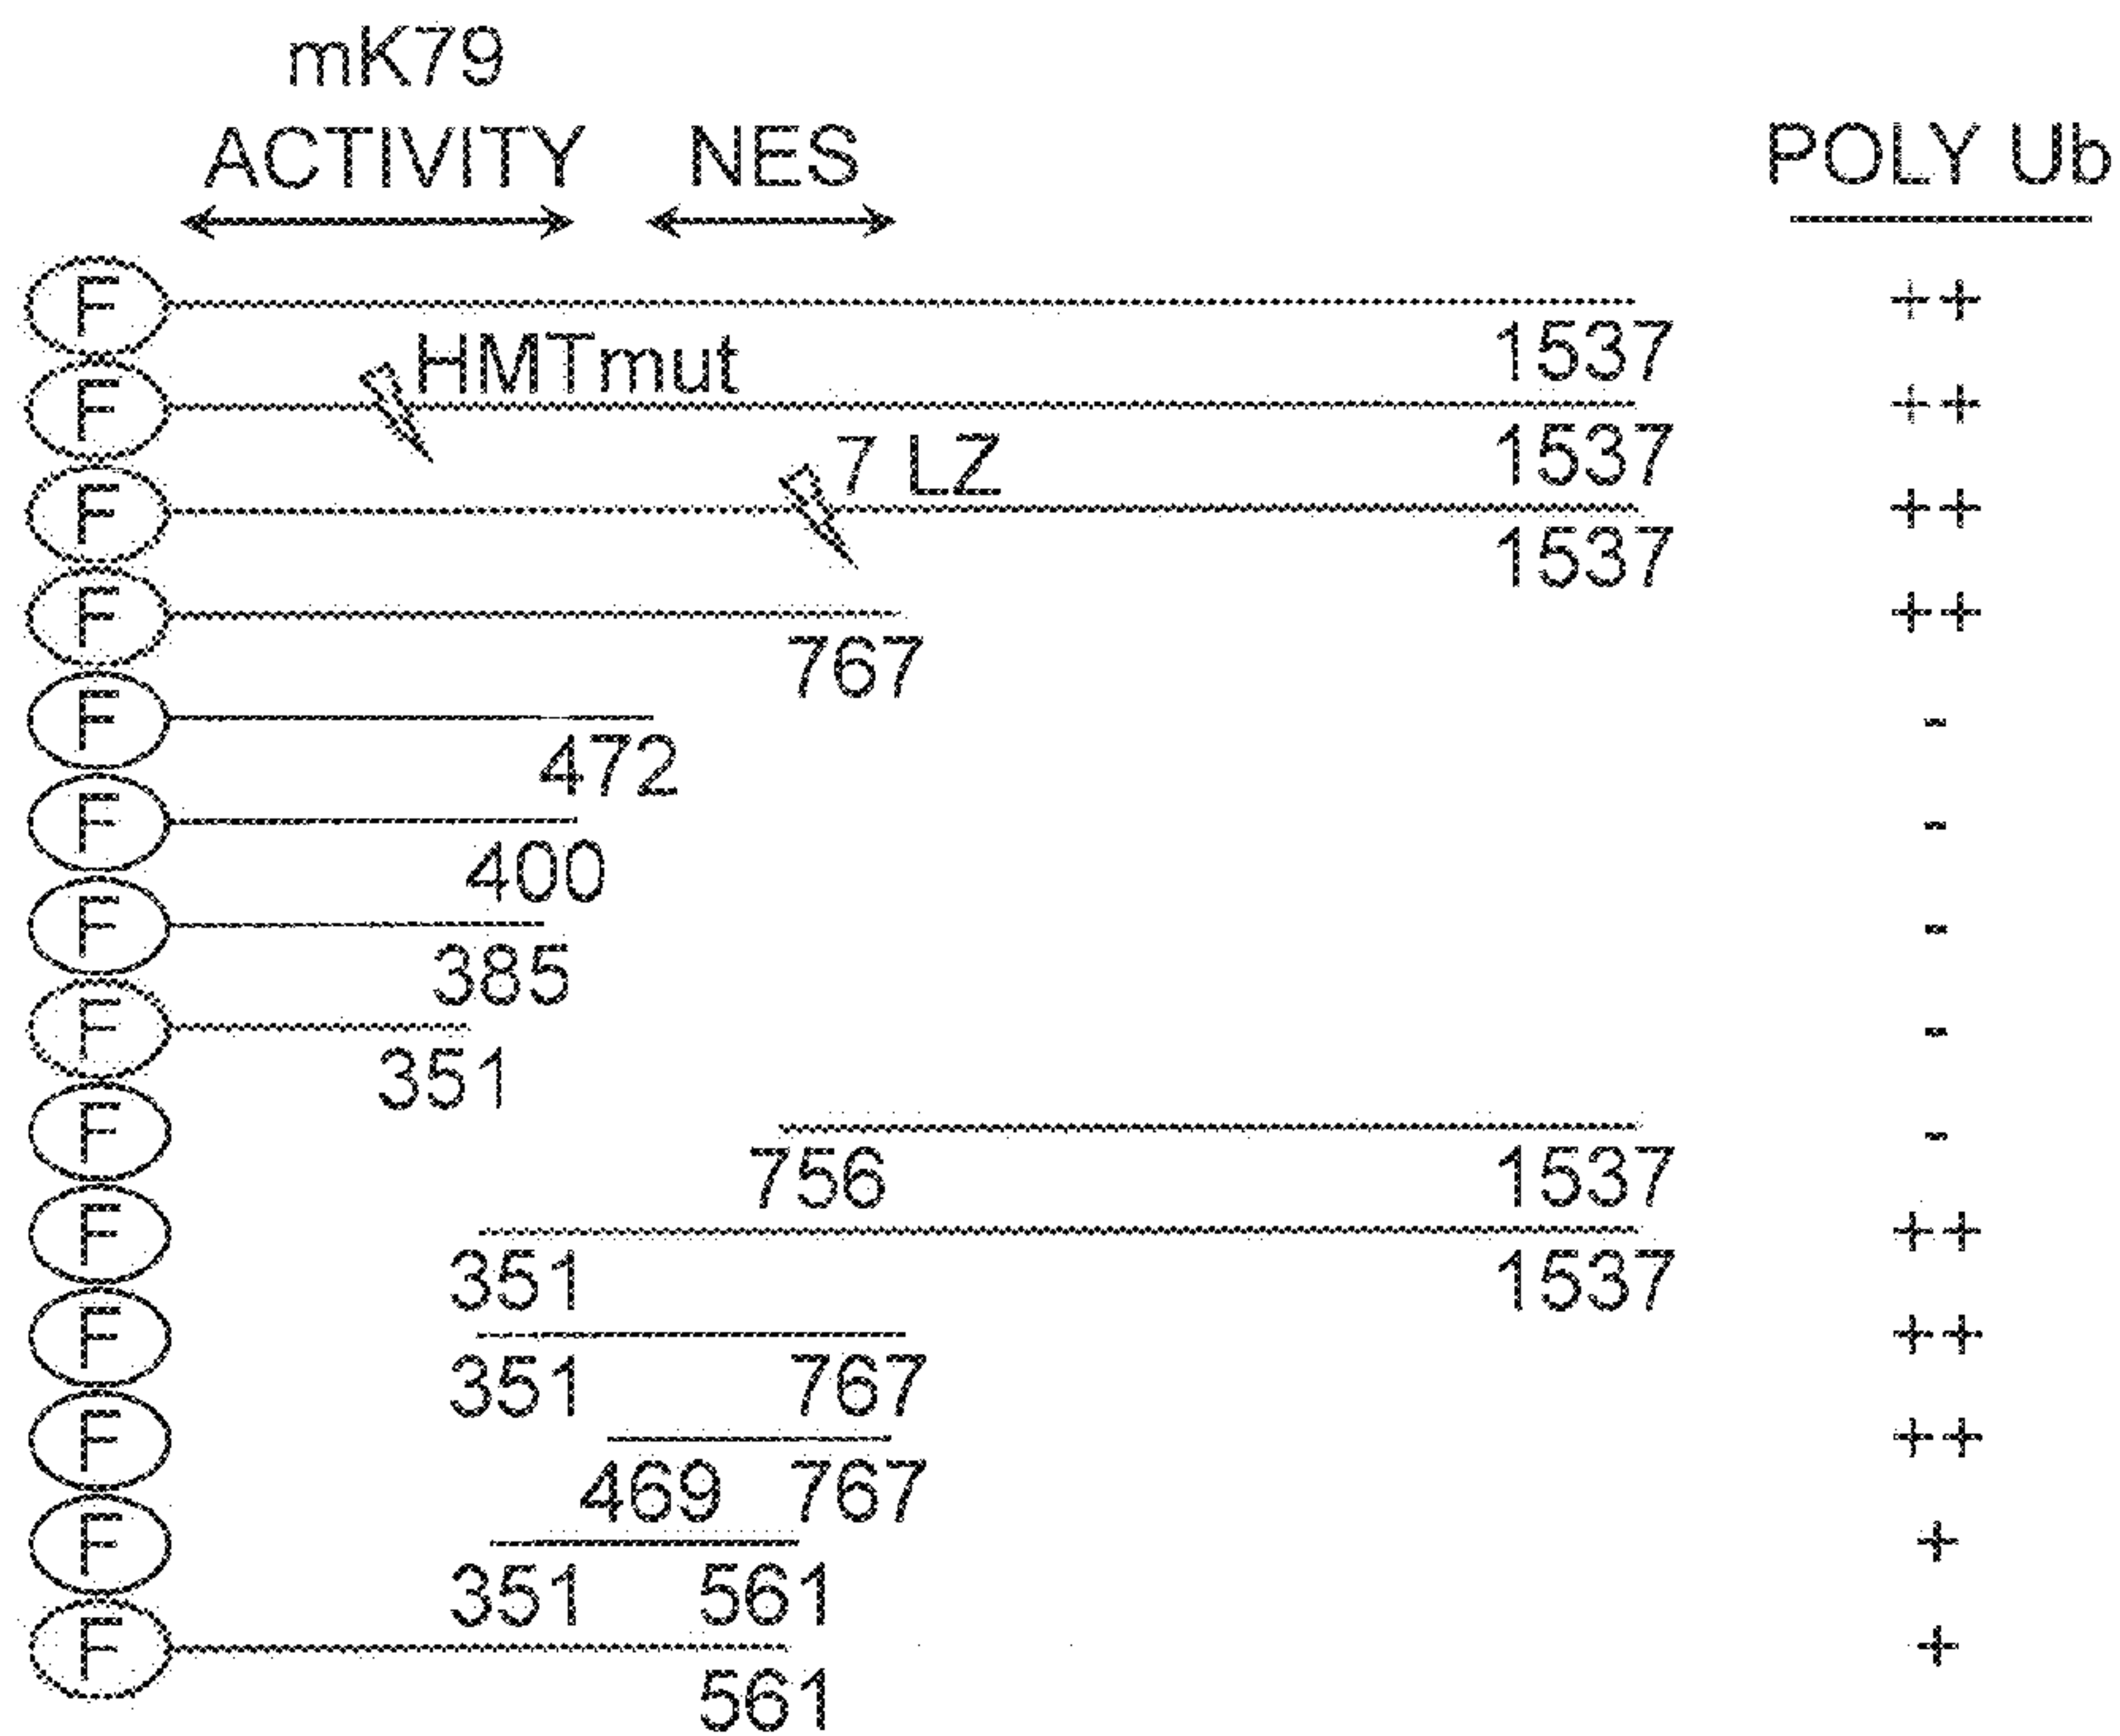 mK79
ACTIVITY NES POLY Ub
F ++
1537
HMTmut
F ++
1537
7 LZ
F ++
1537
F ++
767
F -
472
F -
400
F -
385
F -
351
F -
756 1537
F ++
351 1537
F ++
351 767
F ++
469 767
F +
351 561
F +
561